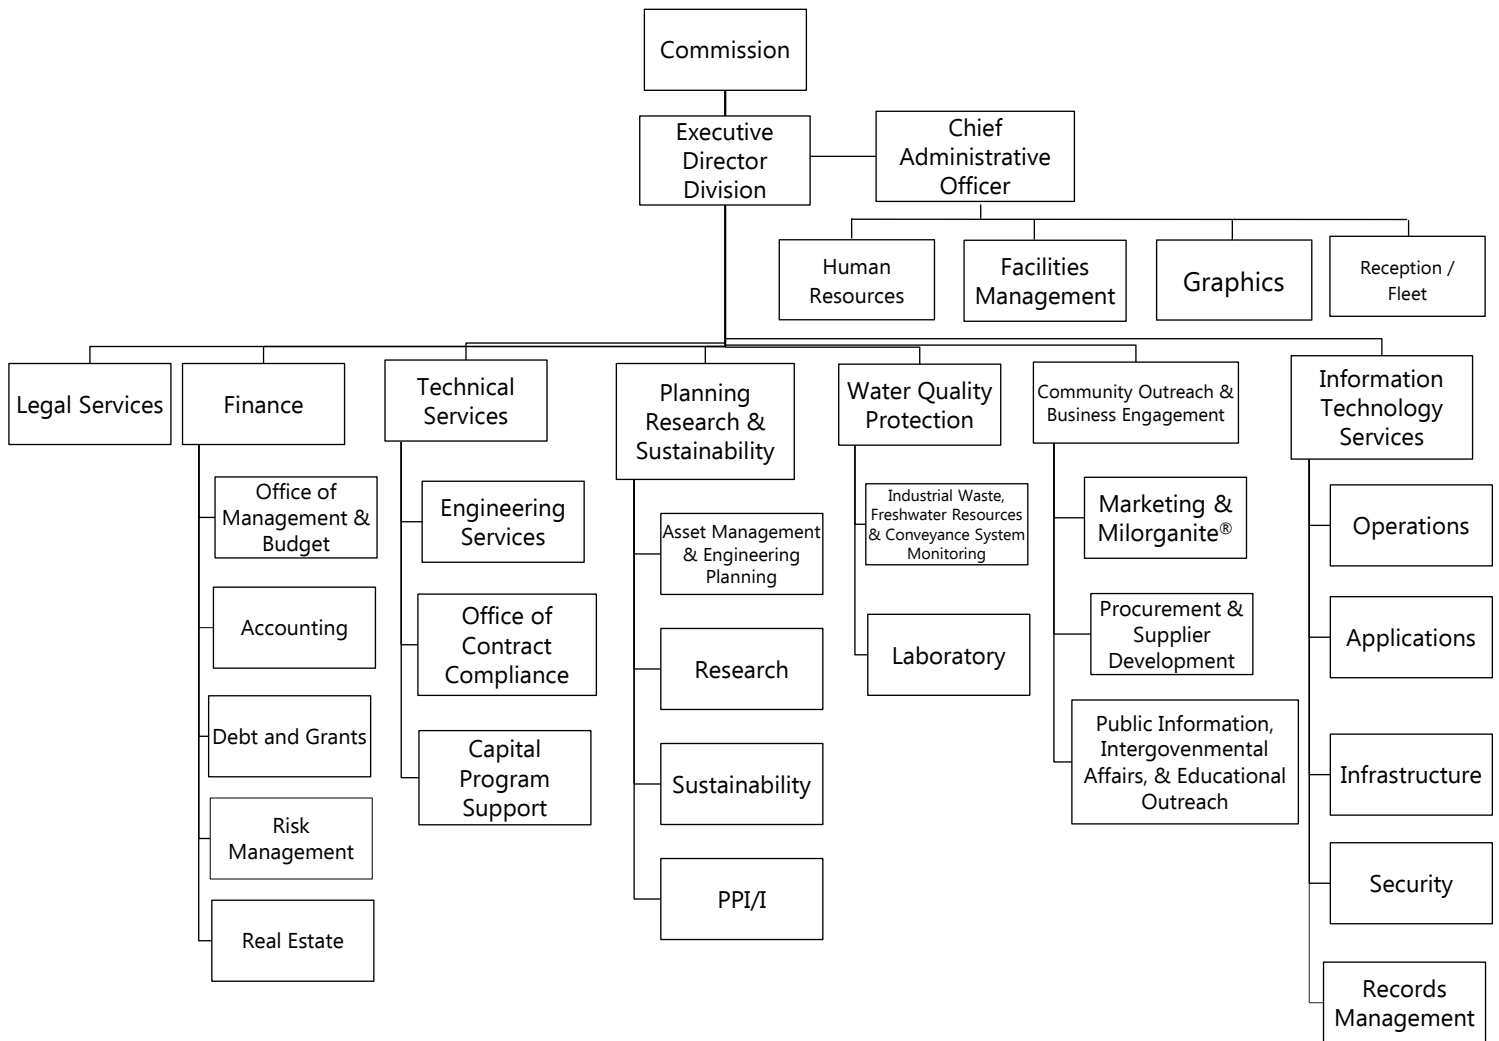 Commission
Executive
Director
Division
Chief
Administrative
Officer
Human
Resources
Facilities
Management
Graphics
Reception /
Fleet
Legal Services
Finance
Technical
Services
Planning
Research &
Sustainability
Water Quality
Protection
Community Outreach &
Business Engagement
Information
Technology
Services
Office of
Management &
Budget
Accounting
Debt and Grants
Risk
Management
Real Estate
Engineering
Services
Office of
Contract
Compliance
Capital
Program
Support
Asset Management
& Engineering
Planning
Research
Sustainability
PPI/I
Industrial Waste,
Freshwater Resources
& Conveyance System
Monitoring
Laboratory
Marketing &
Milorganite®
Procurement &
Supplier
Development
Public Information,
Intergovenmental
Affairs, & Educational
Outreach
Operations
Applications
Infrastructure
Security
Records
Management